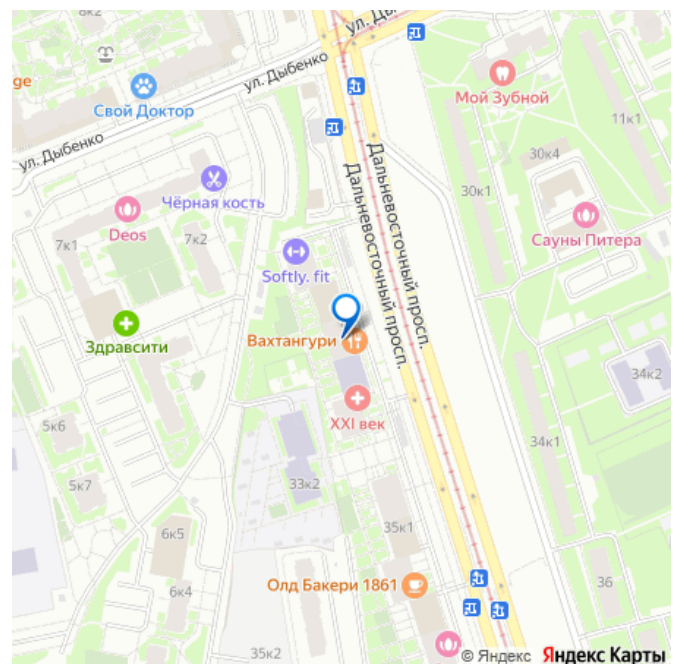 8к2
ул. Дыбенко
ge
Свой Доктор
Мой Зубной
11к1
ул. Дыбенко
30к4
Дальневосточный просп.
Дальневосточный просп.
30к1
Чёрная кость
Deos
7к1
7к2
Сауны Питера
Softly. fit
Вахтангури
Здравсити
34к2
XXI век
5к6
34к1
5к7
33к2
6к5
35к1
Олд Бакери 1861
36
6к4
35к2
© Яндекс Яндекс Карты